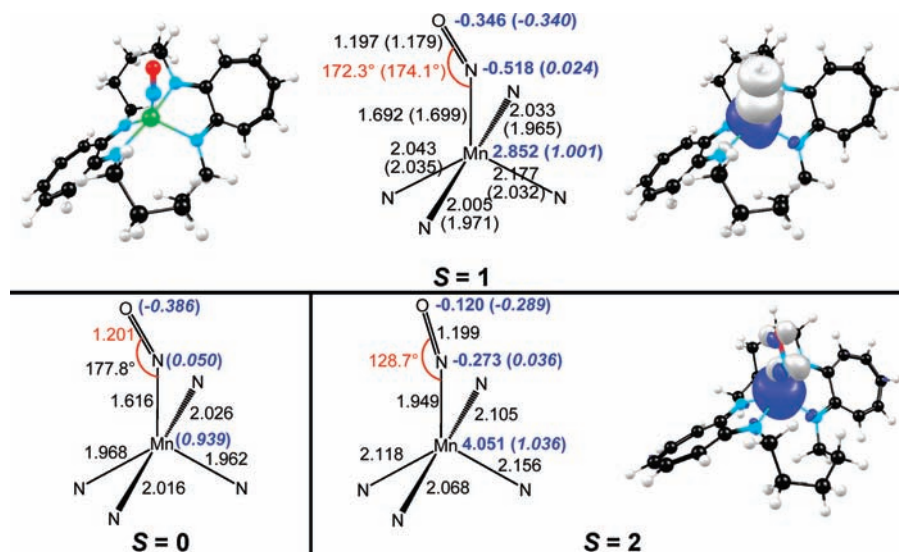 O -0.346 (-0.340)
1.197 (1.179)
172.3° (174.1°)
N -0.518 (0.024)
1.692 (1.699)
N
2.033
(1.965)
2.043
(2.035)
Mn 2.852 (1.001)
2.177
(2.032)
N
N
2.005
(1.971)
N
S = 1
O (-0.386)
1.201
177.8°
N (0.050)
1.616
N
2.026
Mn (0.939)
1.968
1.962
N
2.016
N
N
S = 0
O -0.120 (-0.289)
1.199
128.7°
N -0.273 (0.036)
1.949
N
2.105
Mn 4.051 (1.036)
2.118
2.156
N
2.068
N
N
S = 2